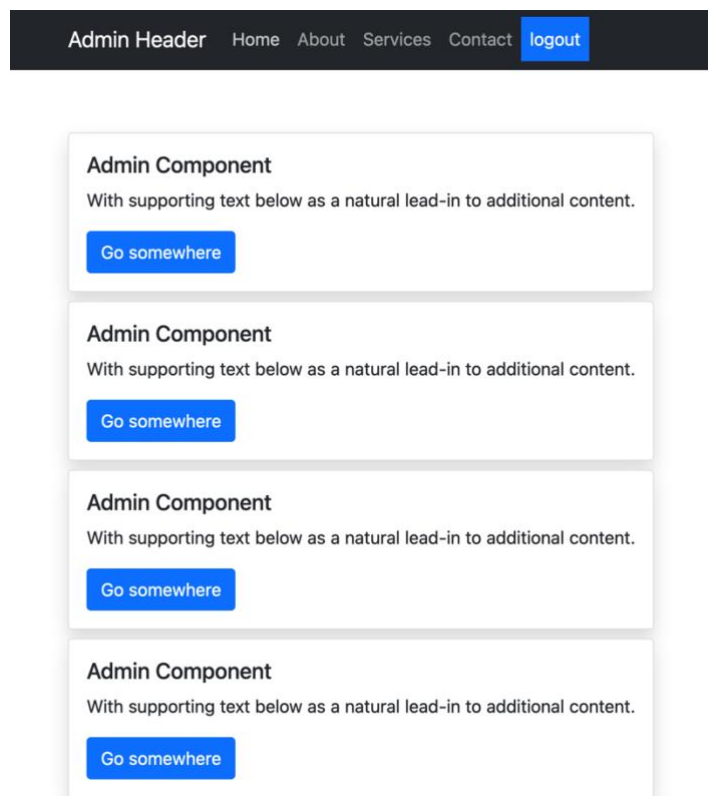 Admin Header Home About Services Contact logout
Admin Component
With supporting text below as a natural lead-in to additional content.
Go somewhere
Admin Component
With supporting text below as a natural lead-in to additional content.
Go somewhere
Admin Component
With supporting text below as a natural lead-in to additional content.
Go somewhere
Admin Component
With supporting text below as a natural lead-in to additional content.
Go somewhere